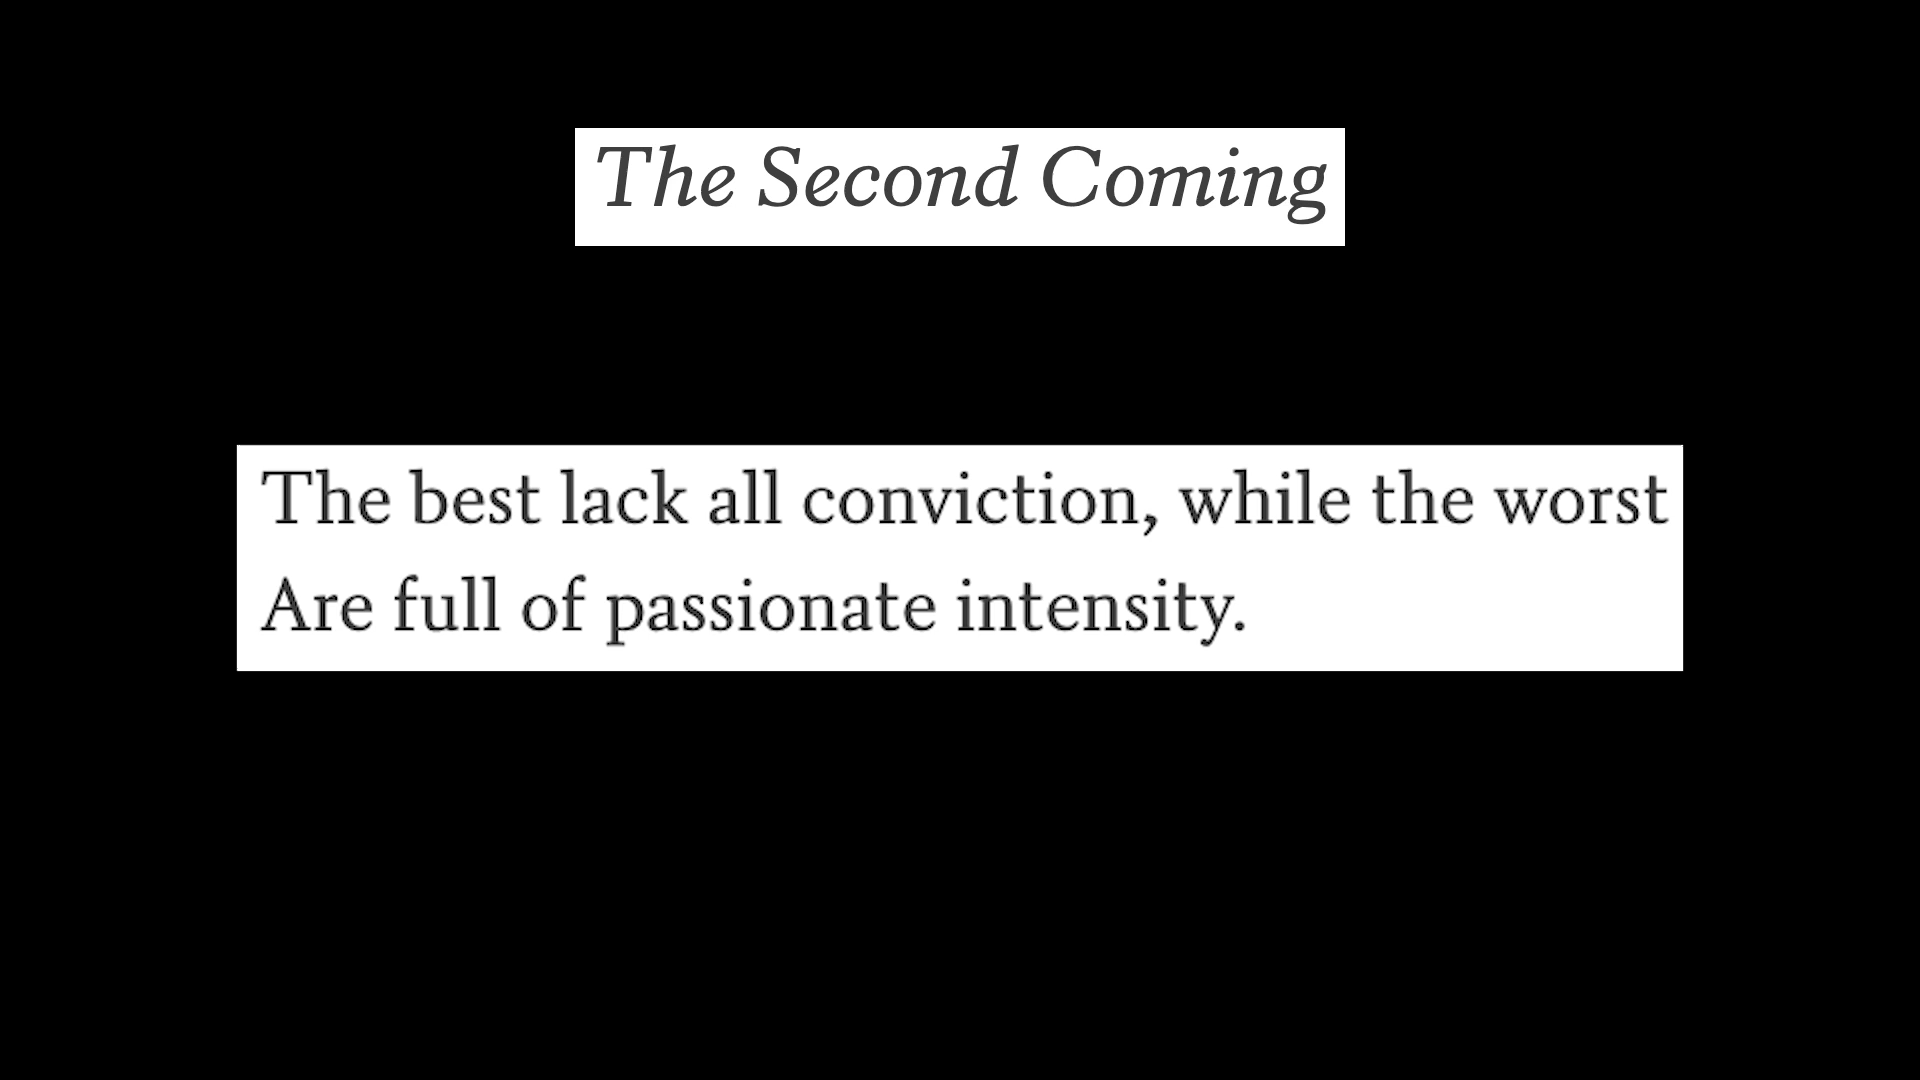 The Second Coming
The best lack all conviction, while the worst
Are full of passionate intensity.